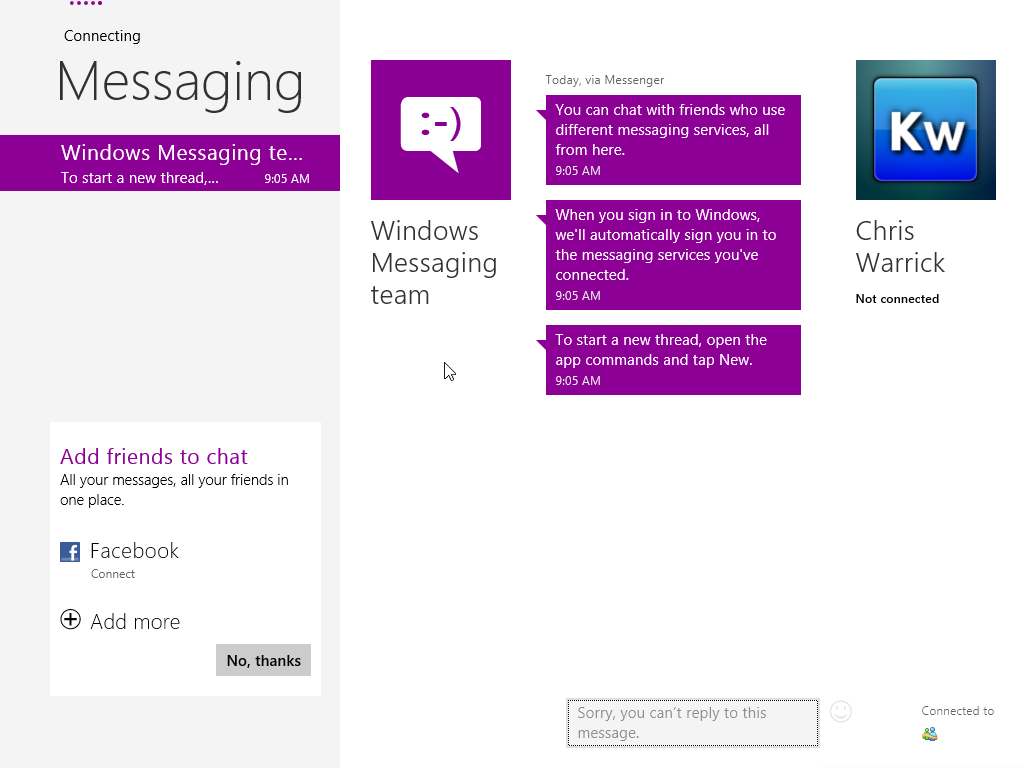 Connecting
Messaging
Windows Messaging te...
To start a new thread,... 9:05 AM
Add friends to chat
All your messages, all your friends in
one place.
Facebook
Connect
Add more
No, thanks
:-)
Windows
Messaging
team
Today, via Messenger
You can chat with friends who use
different messaging services, all
from here.
9:05 AM
When you sign in to Windows,
we'll automatically sign you in to
the messaging services you've
connected.
9:05 AM
To start a new thread, open the
app commands and tap New.
9:05 AM
Sorry, you can't reply to this
message.
Kw
Chris
Warrick
Not connected
Connected to